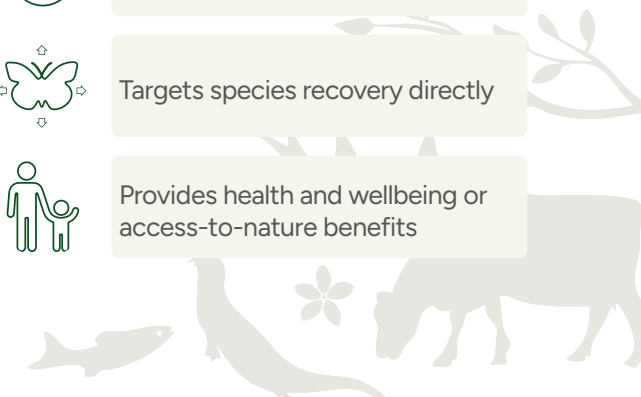 Targets species recovery directly
Provides health and wellbeing or
access-to-nature benefits